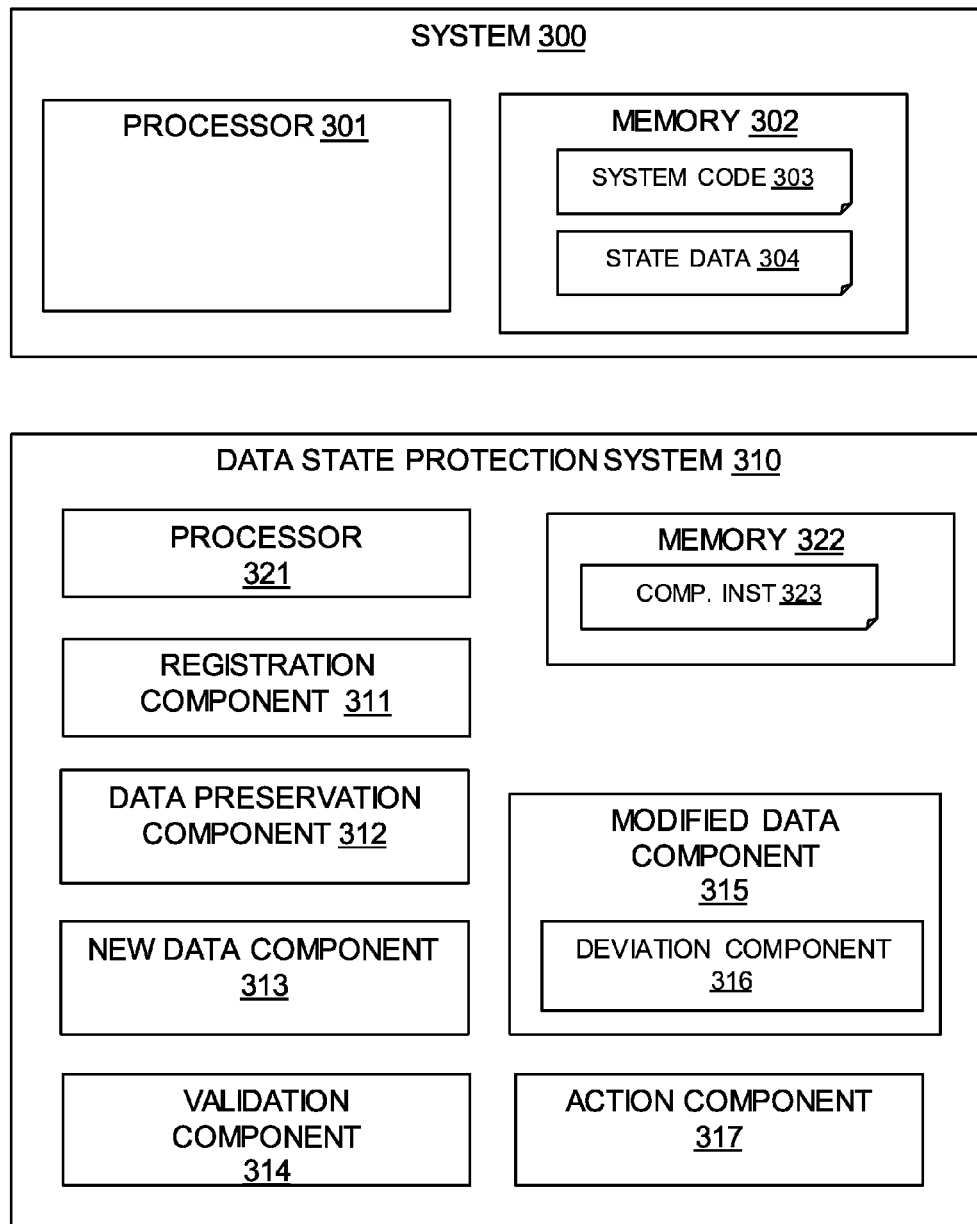 SYSTEM 300
PROCESSOR 301
MEMORY 302
SYSTEM CODE 303
STATE DATA 304
DATA STATE PROTECTION SYSTEM 310
PROCESSOR
321
MEMORY 322
COMP. INST 323
REGISTRATION
COMPONENT 311
DATA PRESERVATION
COMPONENT 312
MODIFIED DATA
COMPONENT
315
DEVIATION COMPONENT
316
NEW DATA COMPONENT
313
VALIDATION
COMPONENT
314
ACTION COMPONENT
317